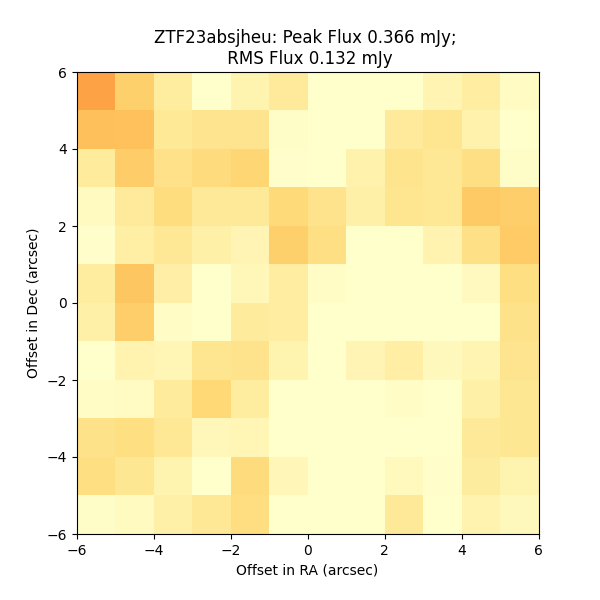 ZTF23absjheu: Peak Flux 0.366 mJy;
RMS Flux 0.132 mJy
6
4
2
0
−2
−4
−6
Offset in Dec (arcsec)
−6 −4 −2 0 2 4 6
Offset in RA (arcsec)